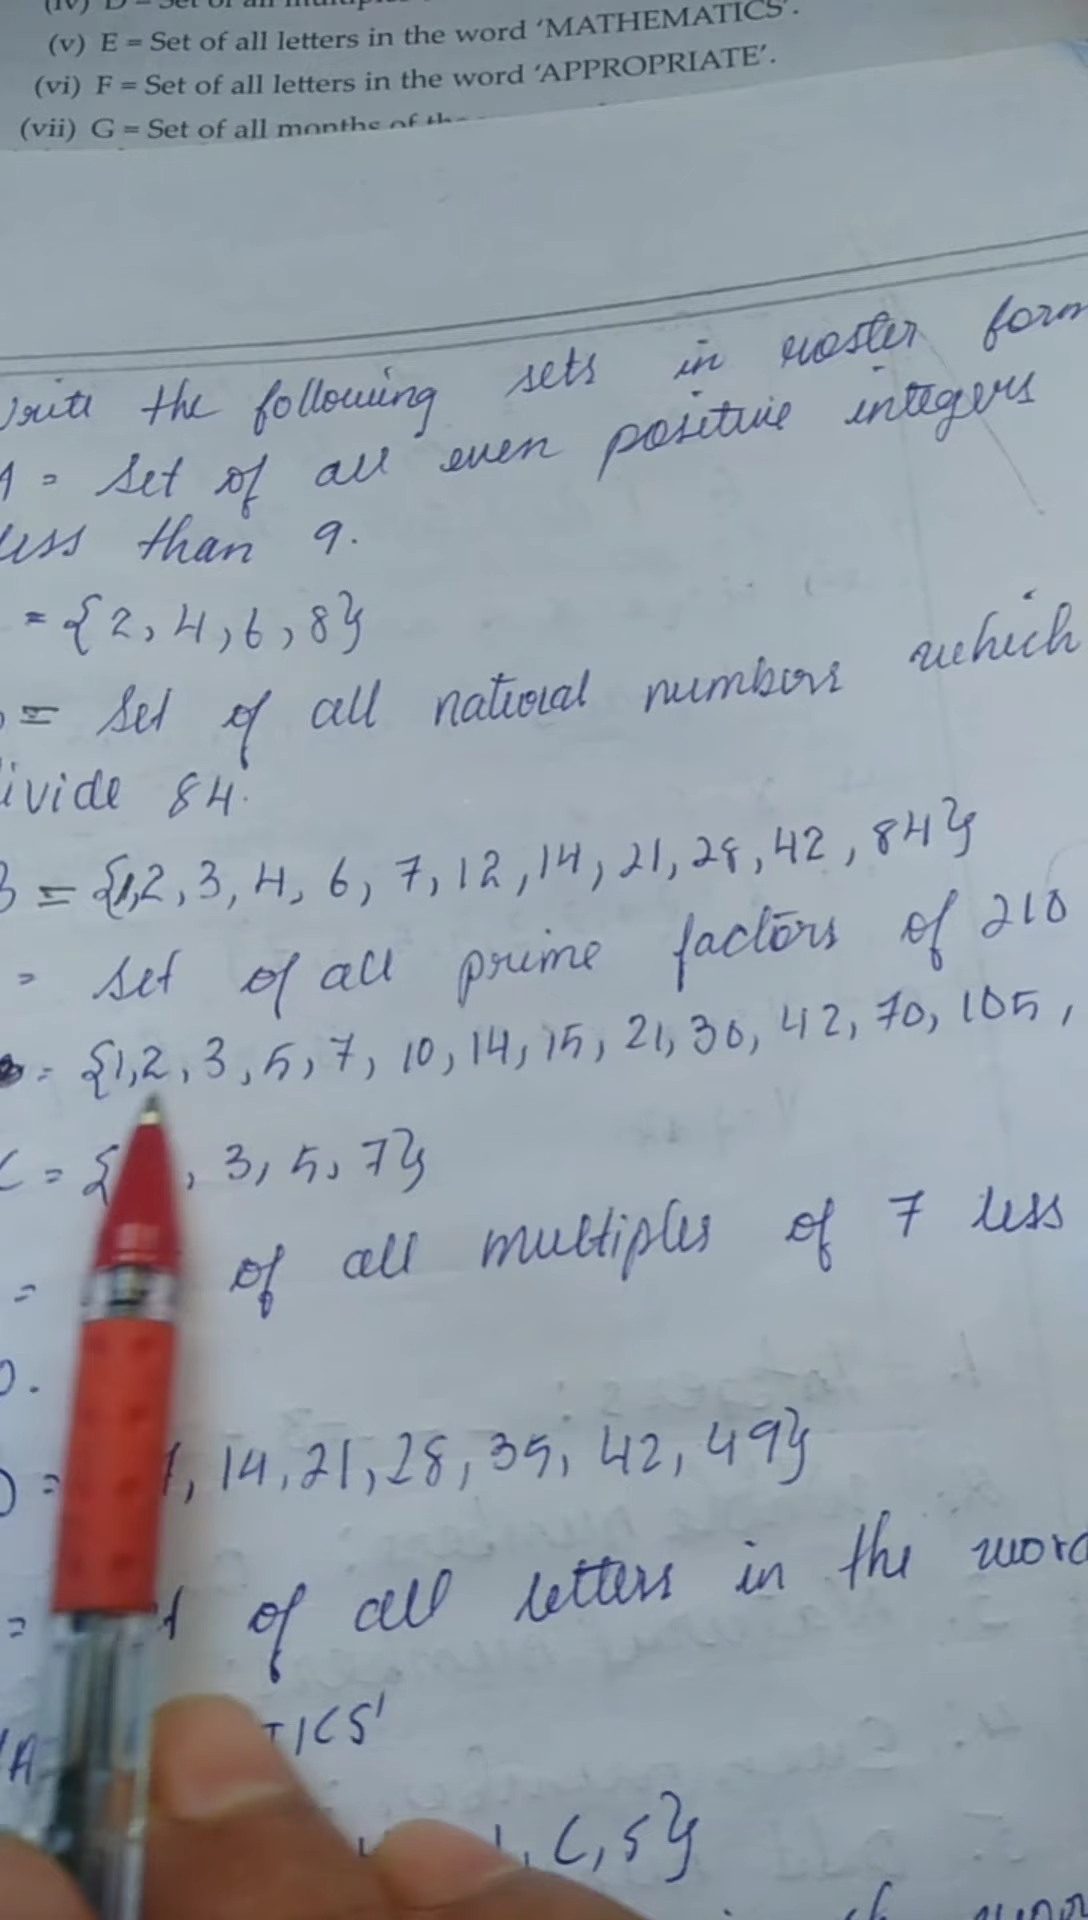 (v) E = Set of all letters in the word 'MATHEMATICS'.
(vi) F = Set of all letters in the word 'APPROPRIATE'.
(vii) G = Set of all months of
the following sets in roster form
A = set of all even positive integers
less than 9.
= {2, 4, 6, 8}
= set of all natural numbers which
divide 84.
B = {1, 2, 3, 4, 6, 7, 12, 14, 21, 28, 42, 84}
= set of all prime factors of 210
= {1, 2, 3, 5, 7, 10, 14, 15, 21, 30, 42, 70, 105,
C = { , 3, 5, 7}
= of all multiples of 7 less
0.
D = , 14, 21, 28, 35, 42, 49}
= of all letters in the word
TICS'
, C, S}